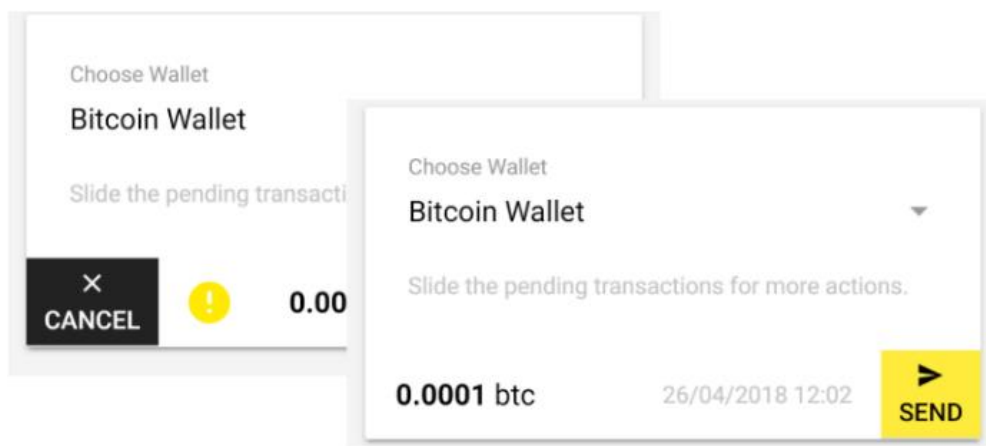 Choose Wallet
Bitcoin Wallet
Slide the pending
CANCEL
0.00
Choose Wallet
Bitcoin Wallet
Slide the pending transactions for more actions.
0.0001 btc
26/04/2018 12:02
SEND